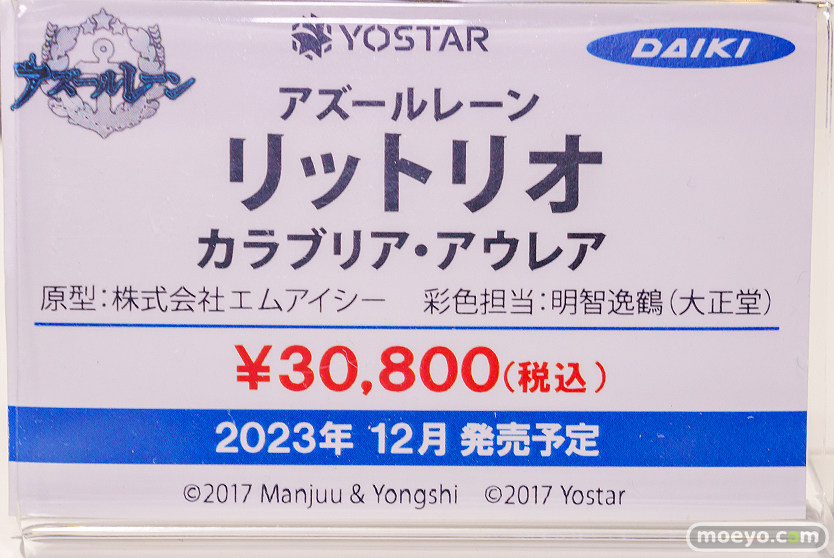 YOSTAR
DAIKI
アズールレーン
アズールレーン
リットリオ
カラブリア・アウレア
原型：株式会社エムアイシー　彩色担当：明智逸鶴（大正堂）
¥30,800（税込）
2023年 12月 発売予定
©2017 Manjuu & Yongshi　©2017 Yostar
moeyo.com